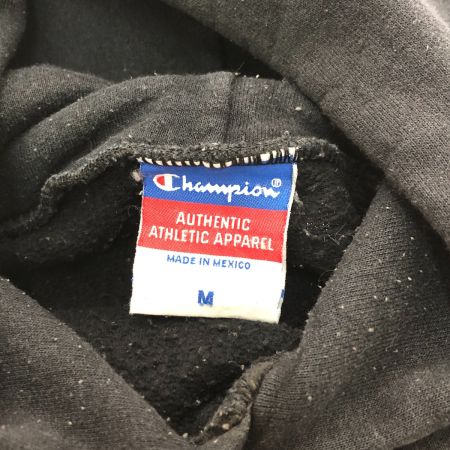 Champion®
AUTHENTIC
ATHLETIC APPAREL
MADE IN MEXICO
M